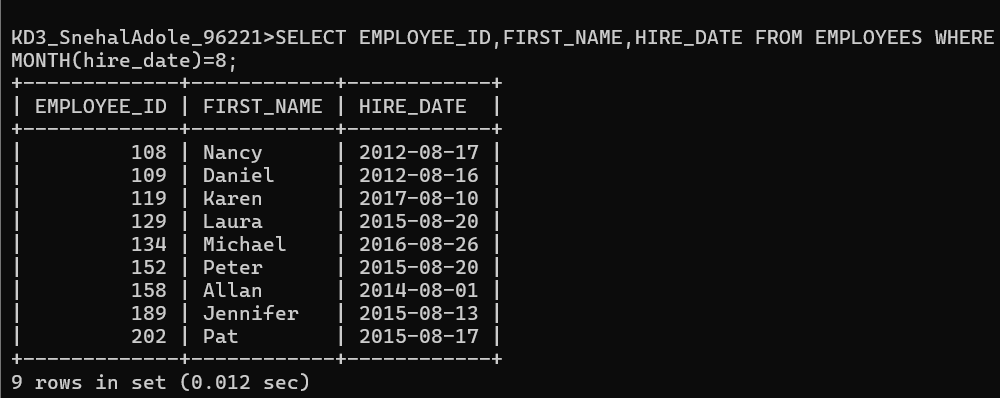 KD3_SnehalAdole_96221>SELECT EMPLOYEE_ID,FIRST_NAME,HIRE_DATE FROM EMPLOYEES WHERE
MONTH(hire_date)=8;
+-------------+------------+------------+
| EMPLOYEE_ID | FIRST_NAME | HIRE_DATE  |
+-------------+------------+------------+
|         108 | Nancy      | 2012-08-17 |
|         109 | Daniel     | 2012-08-16 |
|         119 | Karen      | 2017-08-10 |
|         129 | Laura      | 2015-08-20 |
|         134 | Michael    | 2016-08-26 |
|         152 | Peter      | 2015-08-20 |
|         158 | Allan      | 2014-08-01 |
|         189 | Jennifer   | 2015-08-13 |
|         202 | Pat        | 2015-08-17 |
+-------------+------------+------------+
9 rows in set (0.012 sec)